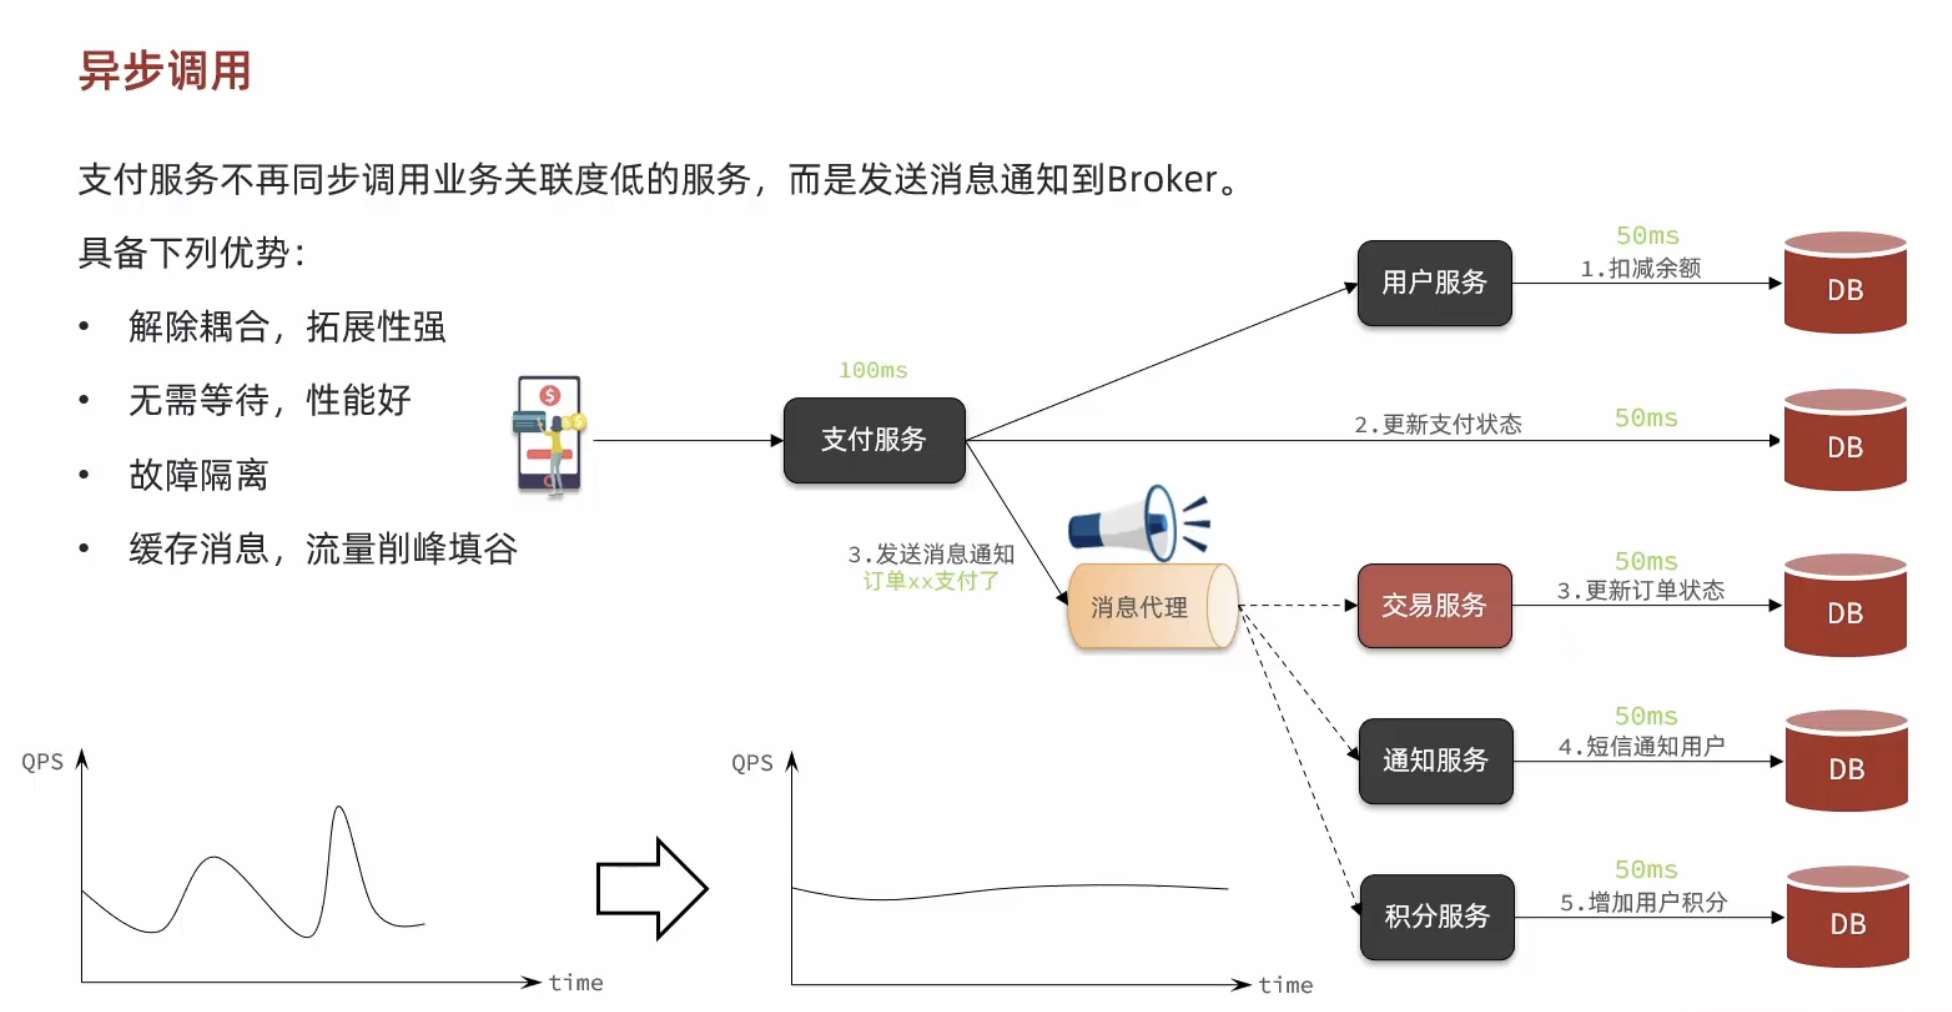 异步调用
支付服务不再同步调用业务关联度低的服务，而是发送消息通知到Broker。
具备下列优势：
• 解除耦合，拓展性强
• 无需等待，性能好
• 故障隔离
• 缓存消息，流量削峰填谷
$
100ms
支付服务
用户服务
50ms
1.扣减余额
DB
2.更新支付状态
50ms
DB
3.发送消息通知
订单xx支付了
消息代理
交易服务
50ms
3.更新订单状态
DB
通知服务
50ms
4.短信通知用户
DB
积分服务
50ms
5.增加用户积分
DB
QPS
time
QPS
time